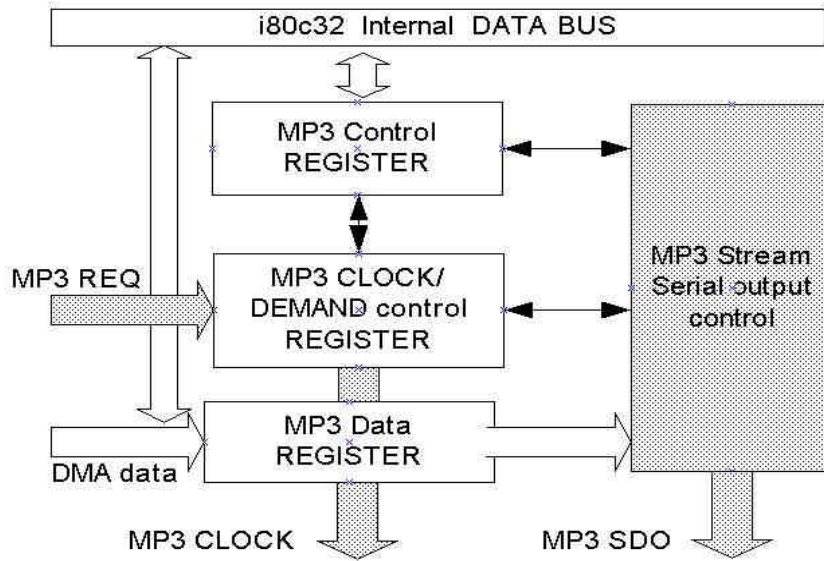 i80c32 Internal DATA BUS
MP3 Control
REGISTER
MP3 REQ
MP3 CLOCK/
DEMAND control
REGISTER
MP3 Stream
Serial output
control
MP3 Data
REGISTER
DMA data
MP3 CLOCK
MP3 SDO